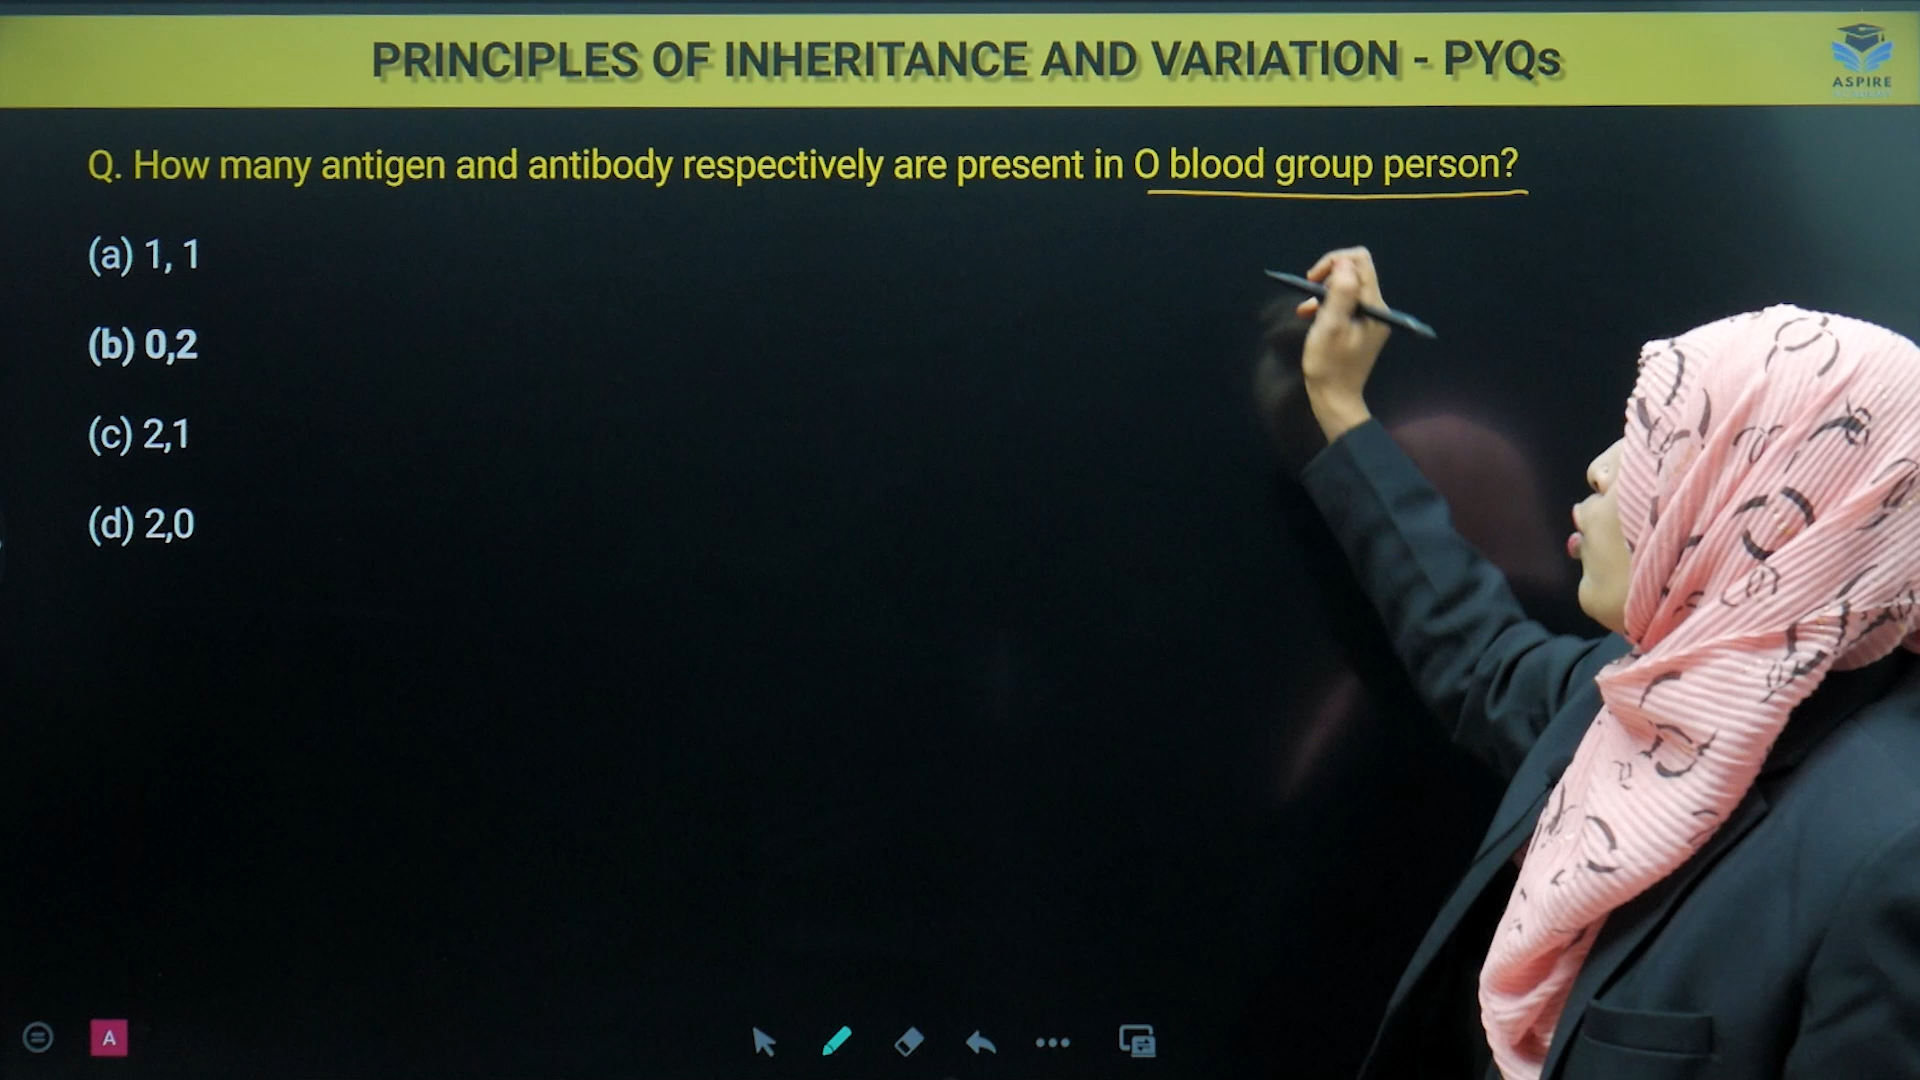 PRINCIPLES OF INHERITANCE AND VARIATION - PYQs
ASPIRE
Q. How many antigen and antibody respectively are present in O blood group person?
(a) 1, 1
(b) 0,2
(c) 2,1
(d) 2,0
A